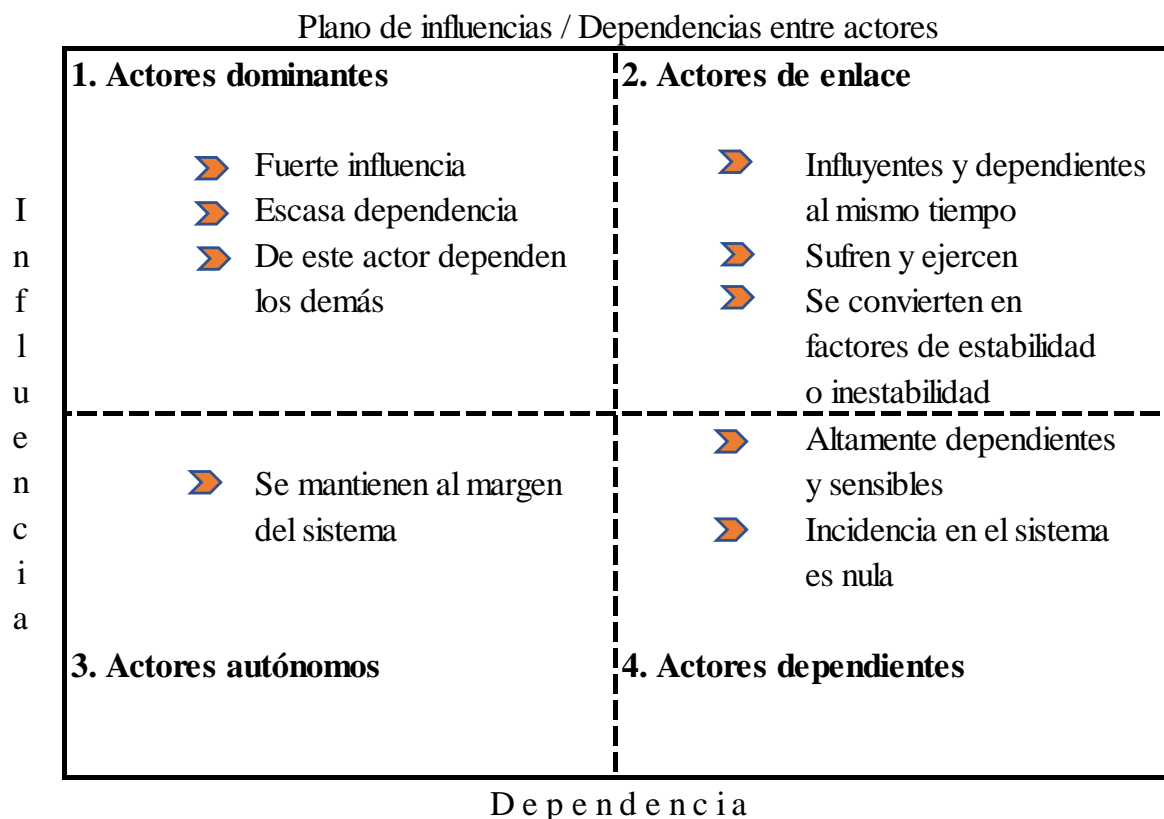 Plano de influencias / Dependencias entre actores
1. Actores dominantes
Fuerte influencia
Escasa dependencia
De este actor dependen
los demás
2. Actores de enlace
Influyentes y dependientes
al mismo tiempo
Sufren y ejercen
Se convierten en
factores de estabilidad
o inestabilidad
Influencia
Se mantienen al margen
del sistema
3. Actores autónomos
Altamente dependientes
y sensibles
Incidencia en el sistema
es nula
4. Actores dependientes
Dependencia